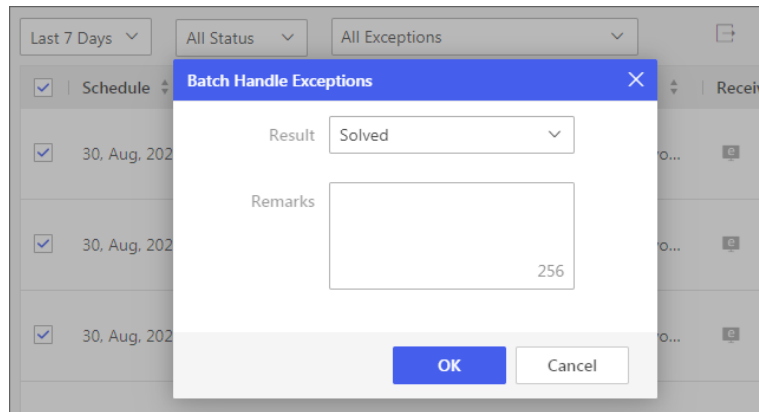 Last 7 Days All Status All Exceptions
Batch Handle Exceptions
Schedule Recei
Result Solved
30, Aug, 202 o...
Remarks
256
30, Aug, 202 o...
30, Aug, 202 o...
OK Cancel